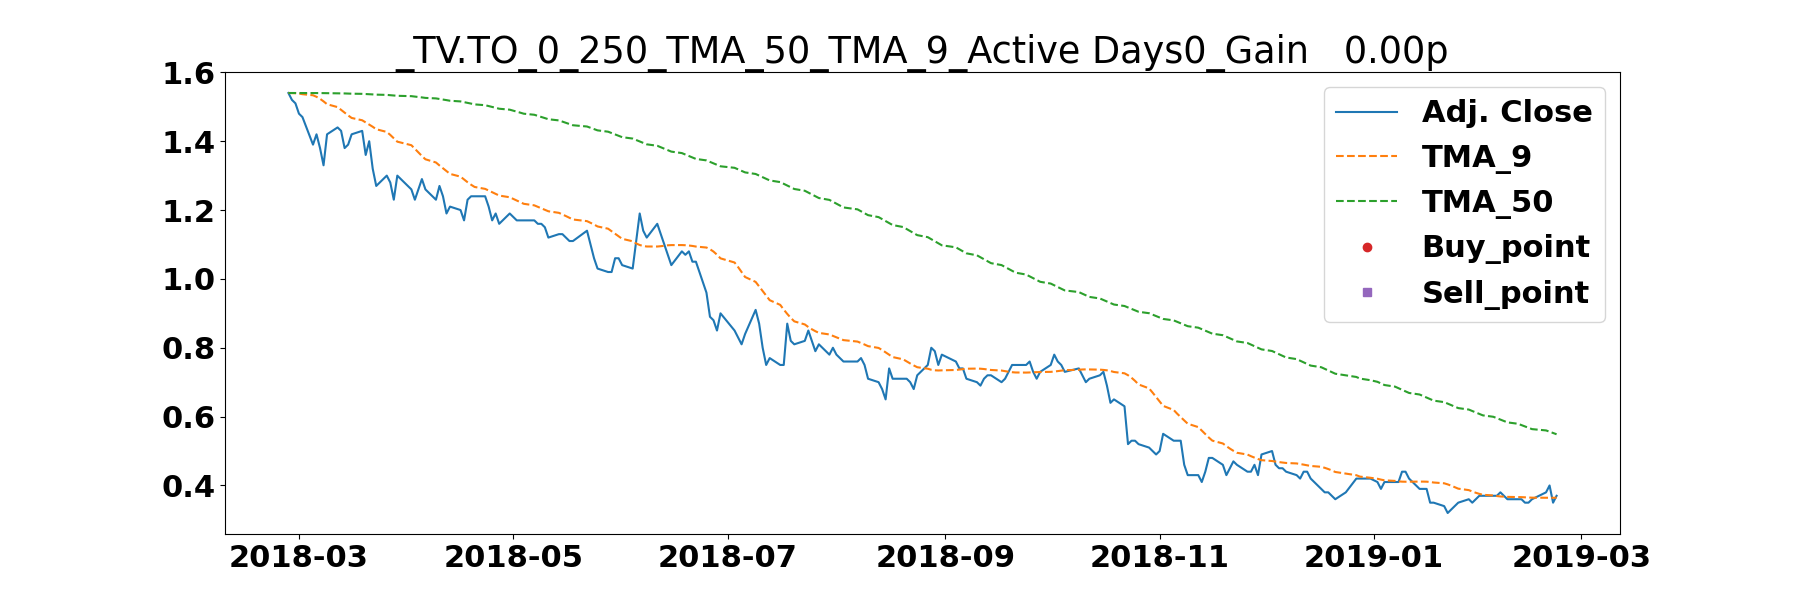 _TV.TO_0_250_TMA_50_TMA_9_Active Days0_Gain   0.00p
1.6
1.4
1.2
1.0
0.8
0.6
0.4
Adj. Close
TMA_9
TMA_50
Buy_point
Sell_point
2018-03 2018-05 2018-07 2018-09 2018-11 2019-01 2019-03